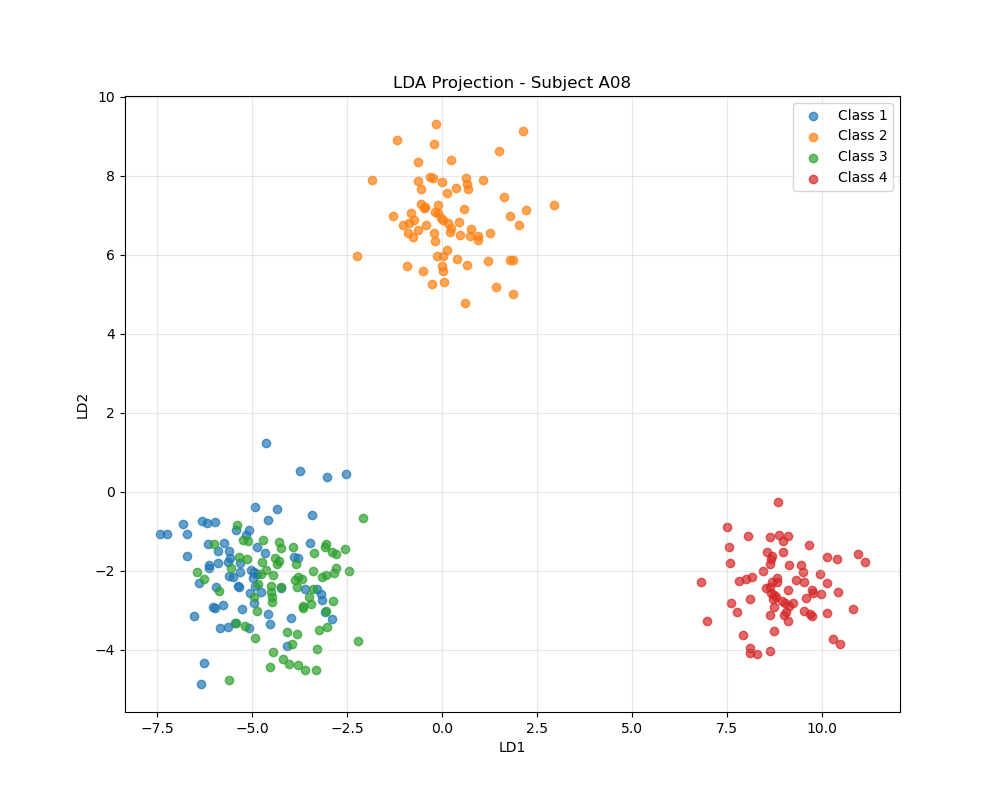 LDA Projection - Subject A08
10
8
6
4
2
0
−2
−4
LD2
−7.5 −5.0 −2.5 0.0 2.5 5.0 7.5 10.0
LD1
Class 1
Class 2
Class 3
Class 4